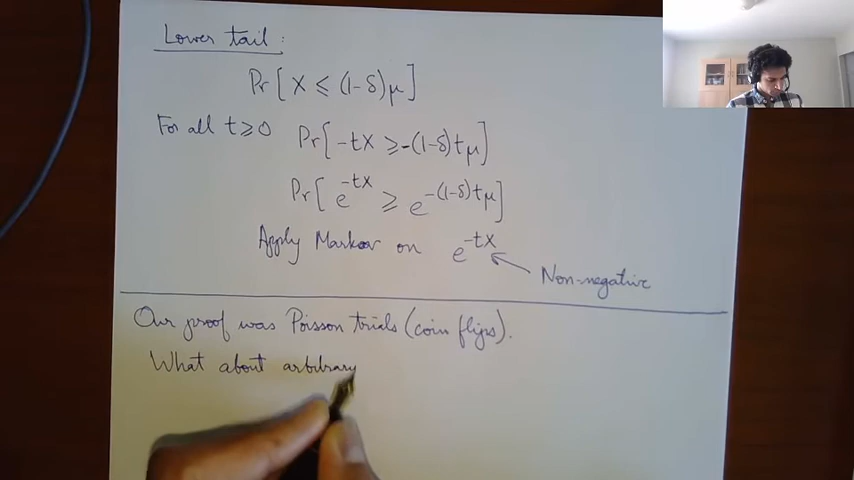 Lower tail:
Pr[X ≤ (1-δ)μ]
For all t ≥ 0 Pr[-tX ≥ -(1-δ)tμ]
Pr[e^{-tX} ≥ e^{-(1-δ)tμ}]
Apply Markov on e^{-tX}
Non-negative
Our proof was Poisson trials (coin flips).
What about arbitrary